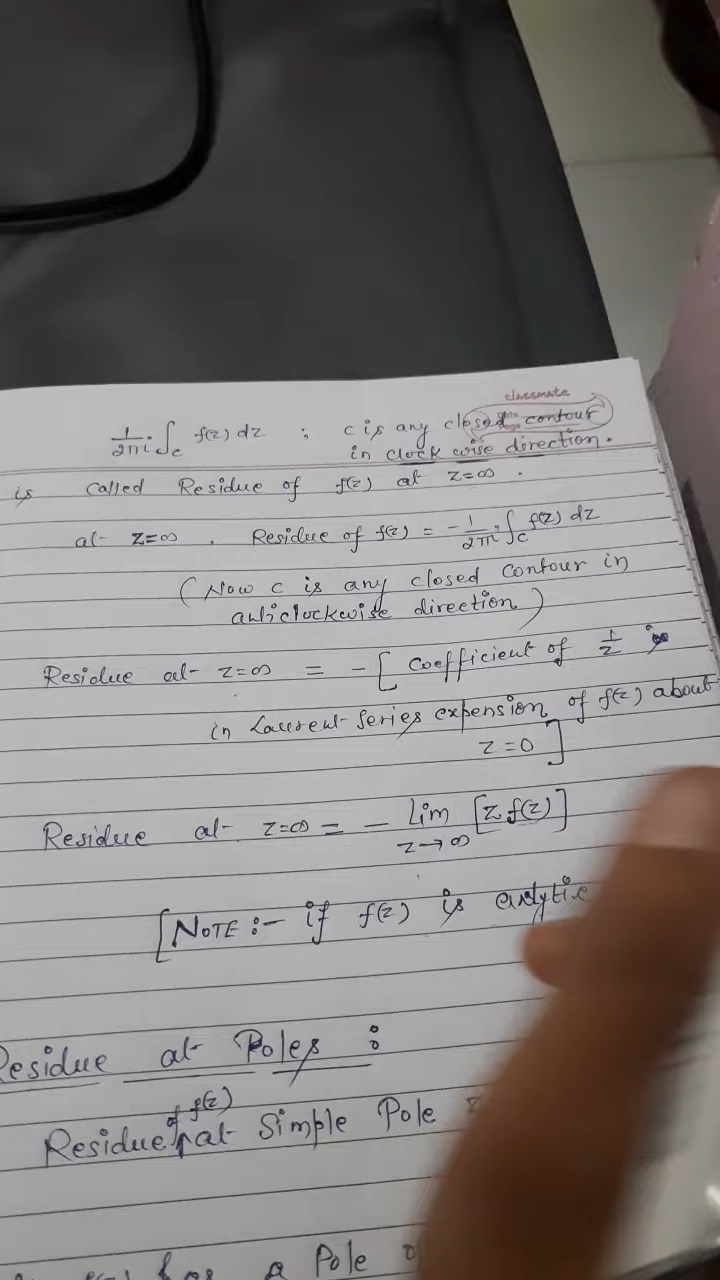 classmate
1/2πi ∫c f(z) dz ; c is any closed contour
in clock wise direction.
is called Residue of f(z) at z=∞ .
at z=∞ . Residue of f(z) = -1/2πi ∫c f(z) dz
( Now c is any closed contour in
anticlockwise direction )
Residue at z=∞ = - [ coefficient of 1/z
in Laurent series expension of f(z) about
z=0 ]
Residue at z=∞ = - lim z→∞ [z f(z)]
[NOTE :- if f(z) is analytic
Residue at Poles :
of f(z)
Residue at Simple Pole
a Pole